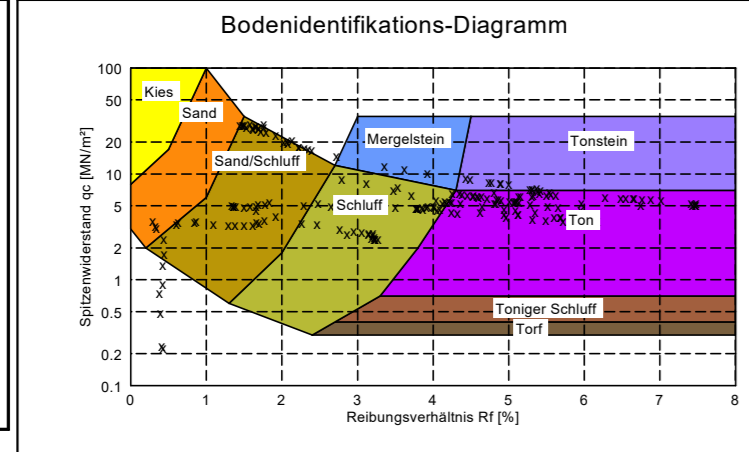 Bodenidentifikations-Diagramm
Spitzenwiderstand qc [MN/m²]
100
50
20
10
5
2
1
0.5
0.2
0.1
Kies
Sand
Sand/Schluff
Schluff
Mergelstein
Tonstein
Ton
Toniger Schluff
Torf
0 1 2 3 4 5 6 7 8
Reibungsverhältnis Rf [%]